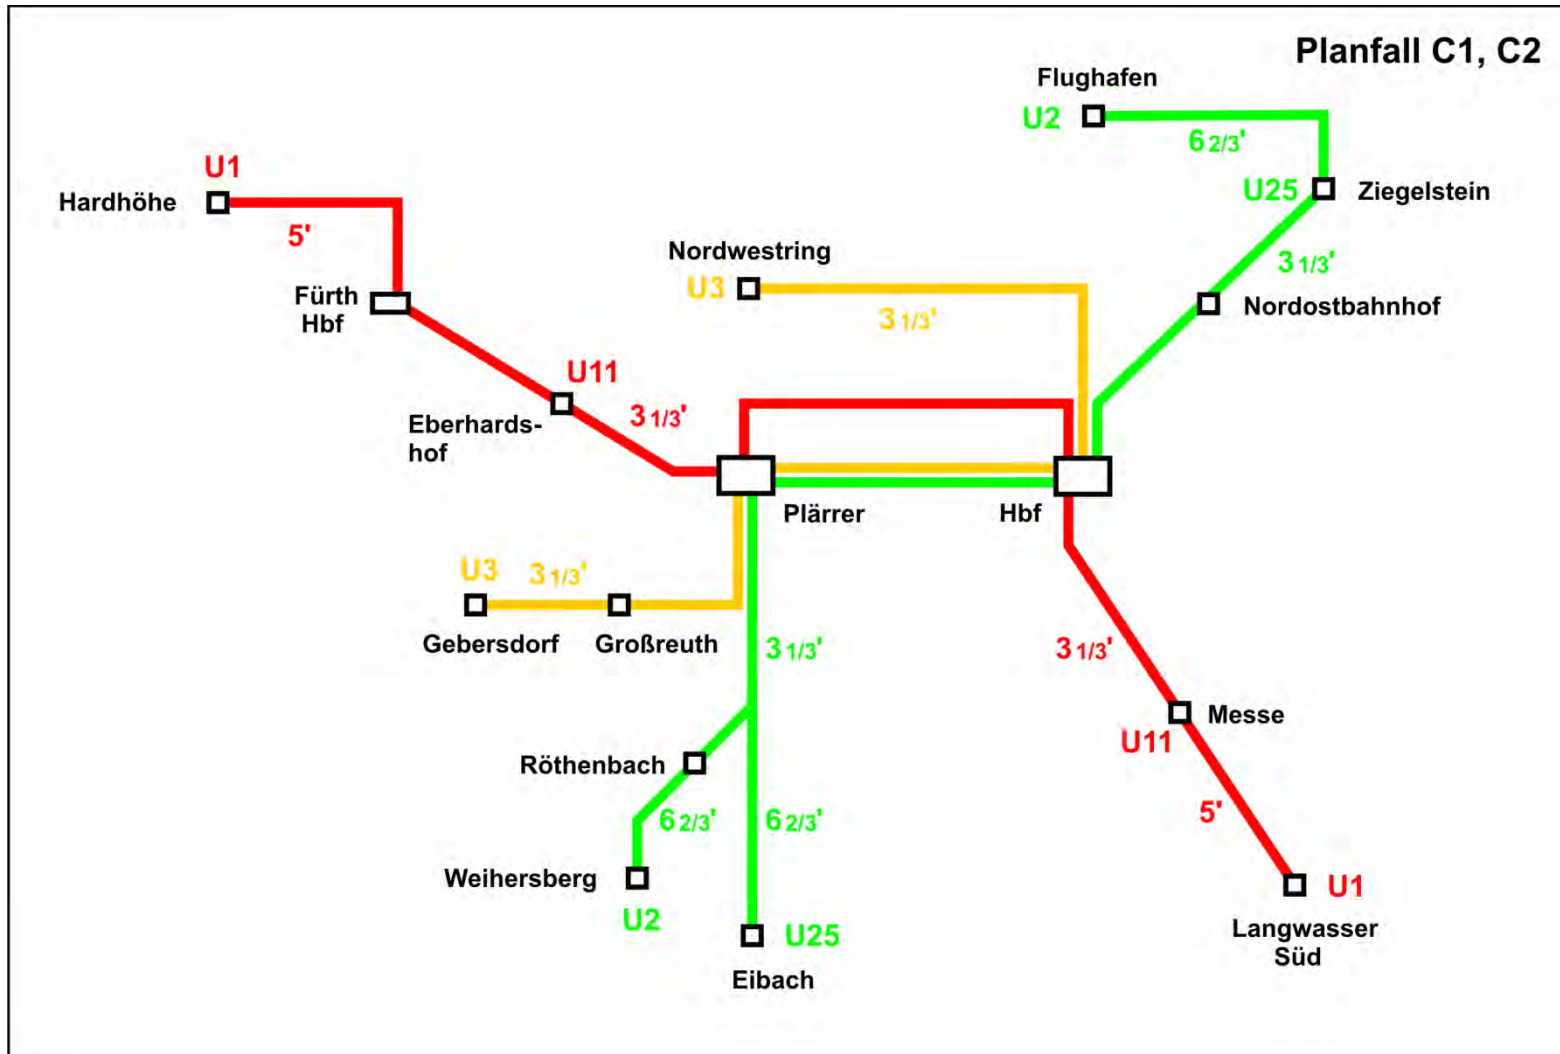 Planfall C1, C2
Flughafen
U2
6 2/3'
U1
Hardhöhe
5'
U25
Ziegelstein
Nordwestring
U3
3 1/3'
3 1/3'
Nordostbahnhof
Fürth
Hbf
U11
Eberhards-
hof
3 1/3'
Plärrer
Hbf
U3
3 1/3'
Gebersdorf
Großreuth
3 1/3'
3 1/3'
Messe
U11
Röthenbach
6 2/3'
6 2/3'
5'
Weihersberg
U2
U25
Eibach
U1
Langwasser
Süd